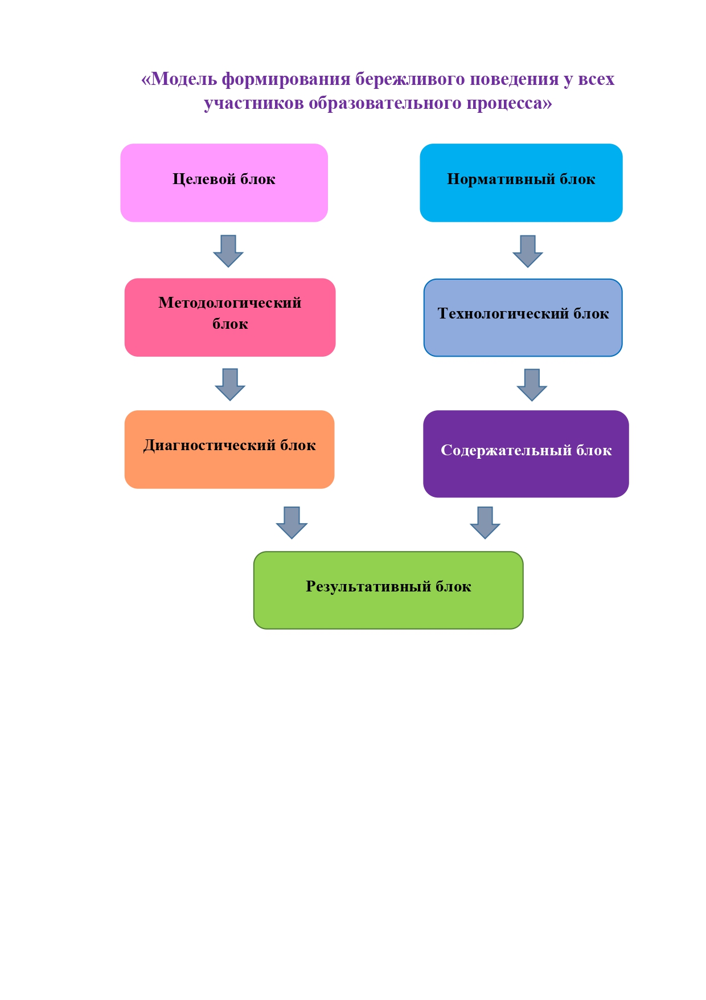 «Модель формирования бережливого поведения у всех
участников образовательного процесса»
Целевой блок
Нормативный блок
Методологический
блок
Технологический блок
Диагностический блок
Содержательный блок
Результативный блок